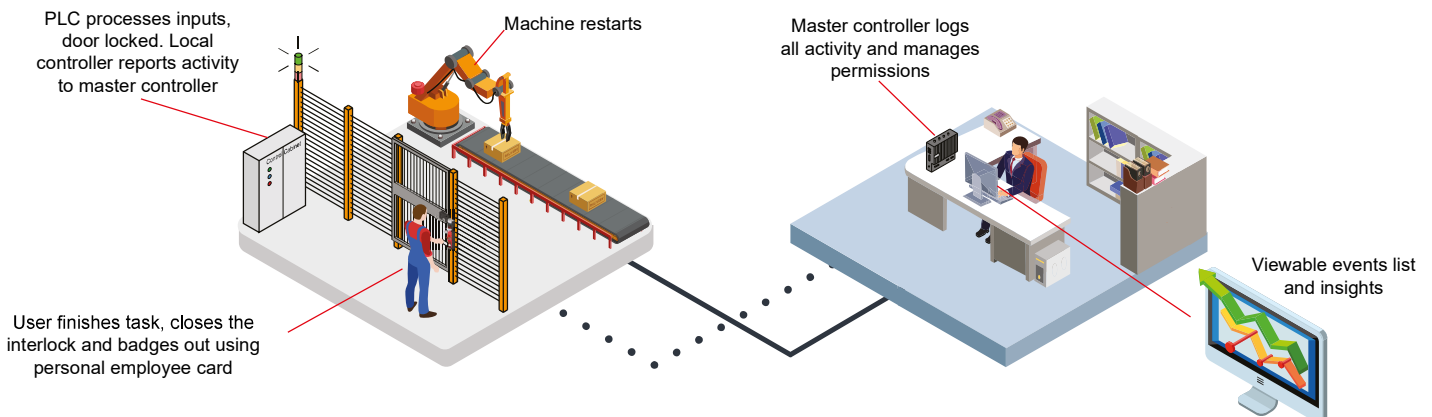 PLC processes inputs,
door locked. Local
controller reports activity
to master controller
Machine restarts
Master controller logs
all activity and manages
permissions
Control Cabinet
User finishes task, closes the
interlock and badges out using
personal employee card
Viewable events list
and insights